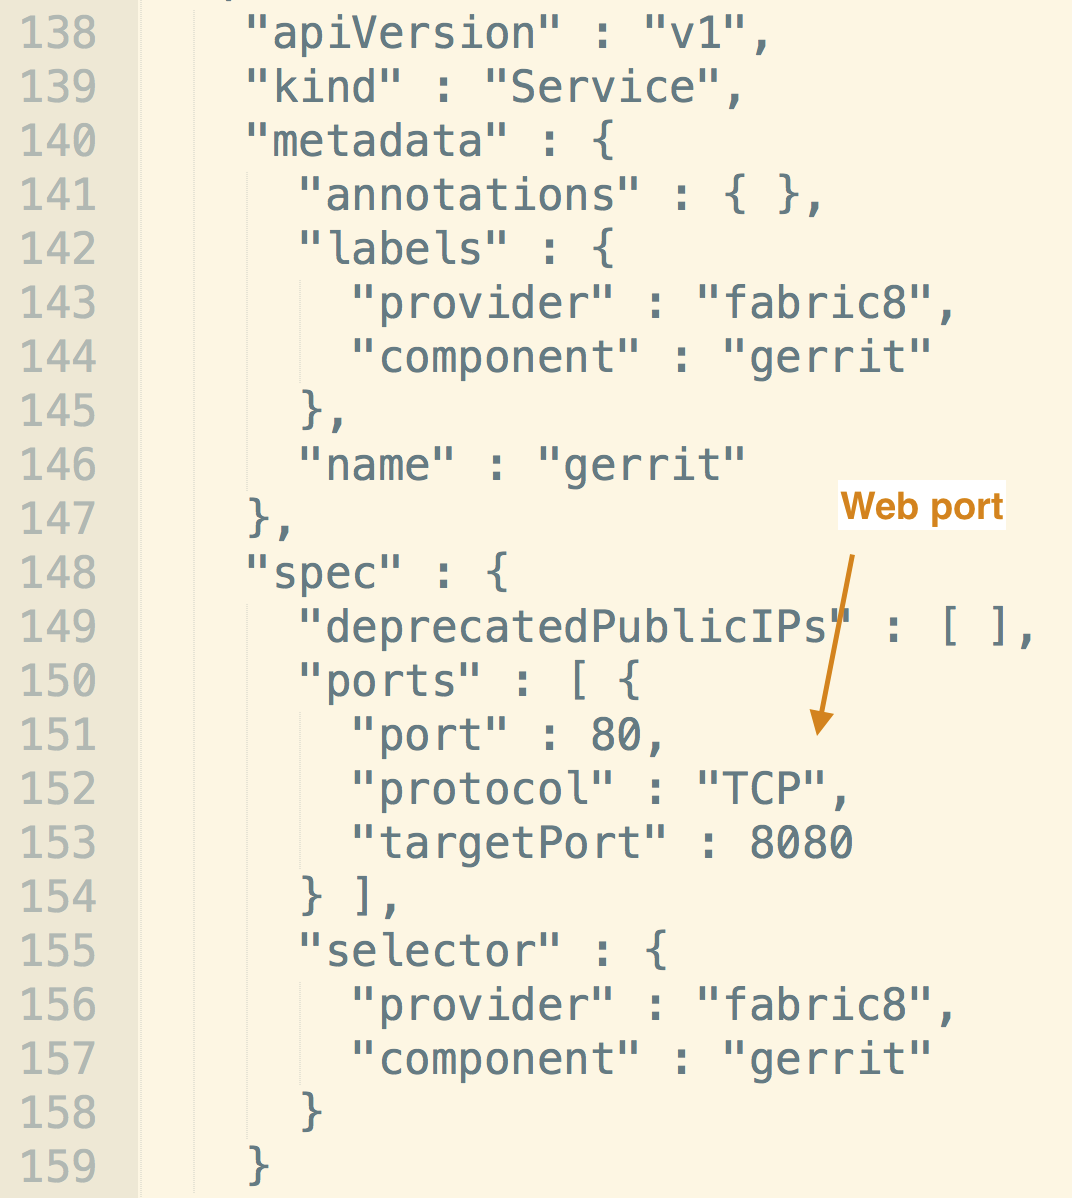 138 "apiVersion" : "v1",
139 "kind" : "Service",
140 "metadata" : {
141 "annotations" : { },
142 "labels" : {
143 "provider" : "fabric8",
144 "component" : "gerrit"
145 },
146 "name" : "gerrit"
Web port
147 },
148 "spec" : {
149 "deprecatedPublicIPs" : [ ],
150 "ports" : [ {
151 "port" : 80,
152 "protocol" : "TCP",
153 "targetPort" : 8080
154 } ],
155 "selector" : {
156 "provider" : "fabric8",
157 "component" : "gerrit"
158 }
159 }